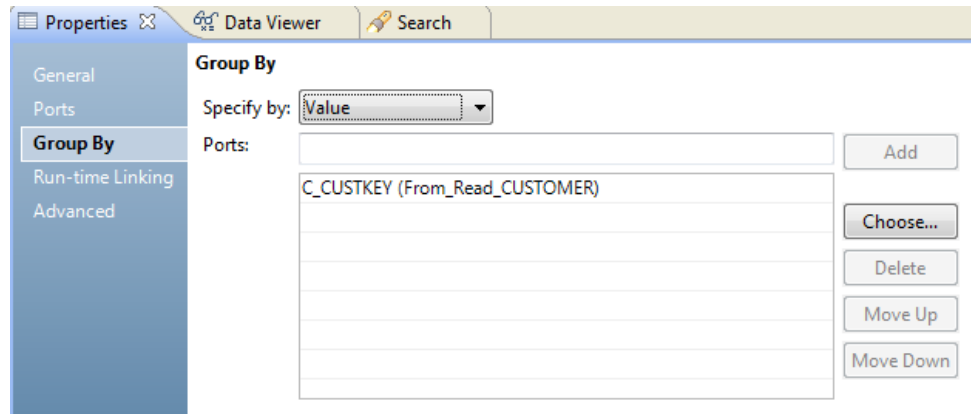 Properties Data Viewer Search
General
Ports
Group By
Run-time Linking
Advanced
Group By
Specify by: Value
Ports: Add
C_CUSTKEY (From_Read_CUSTOMER)
Choose...
Delete
Move Up
Move Down